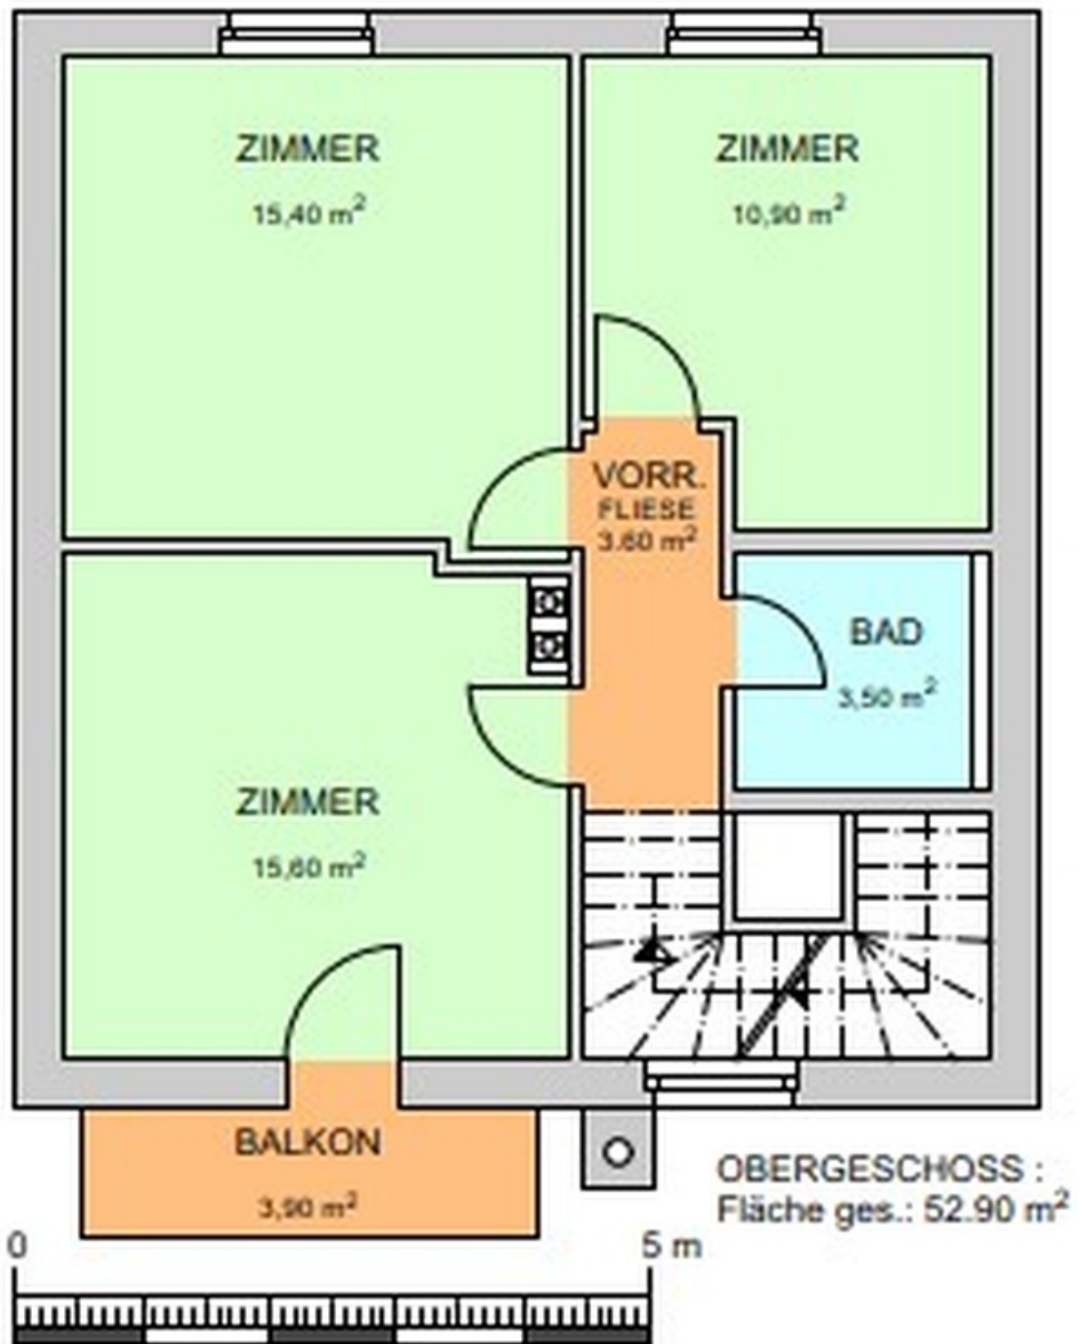 ZIMMER
15,40 m²
ZIMMER
10,90 m²
VORR.
FLIESE
3.60 m²
BAD
3,50 m²
ZIMMER
15,60 m²
BALKON
3,90 m²
OBERGESCHOSS :
Fläche ges.: 52.90 m²
0
5 m